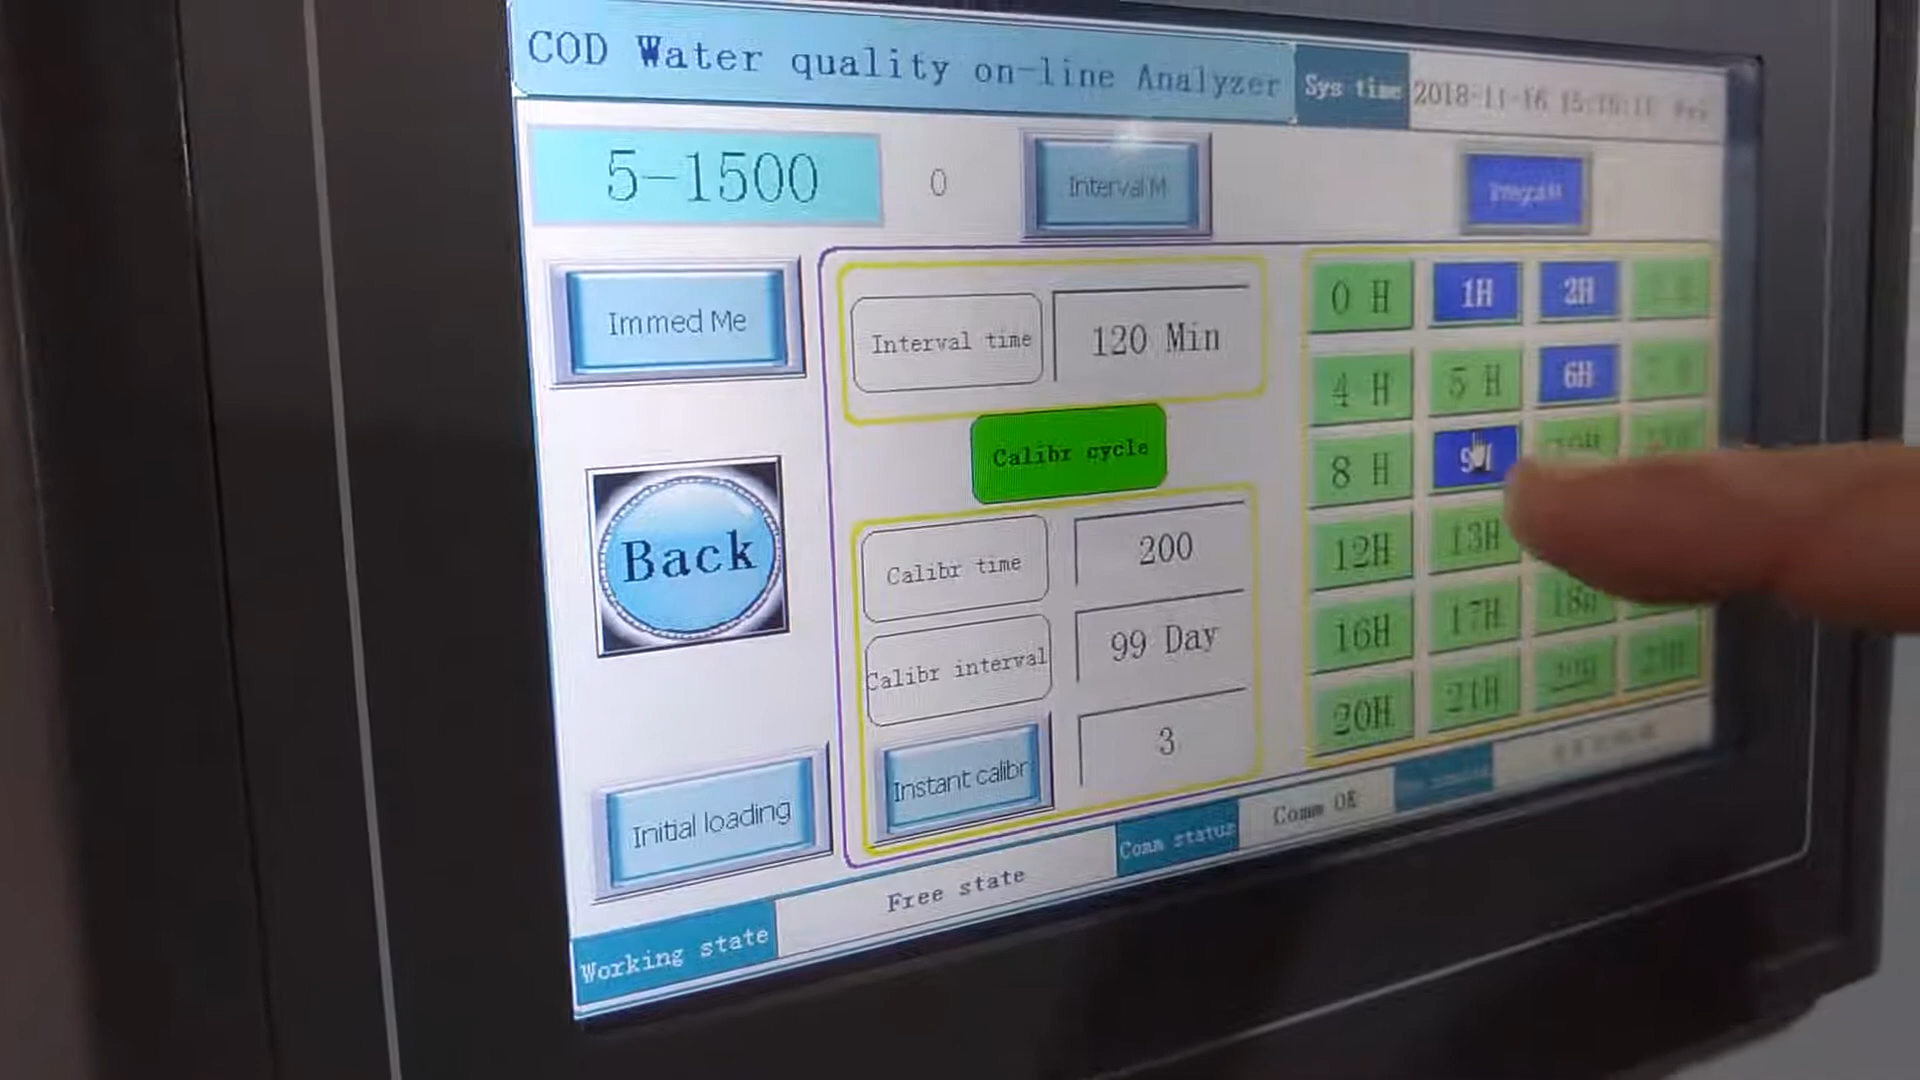 COD Water quality on-line Analyzer
Sys time
2018-11-16
5-1500
0
Interval M
Immed Me
Interval time
120 Min
0 H
1H
2H
4 H
5 H
6H
Calibr cycle
8 H
Back
Calibr time
200
12H
13H
Calibr interval
99 Day
16H
17H
18H
Instant calibr
3
20H
21H
23H
Initial loading
Working state
Free state
Comm status
Comm OK